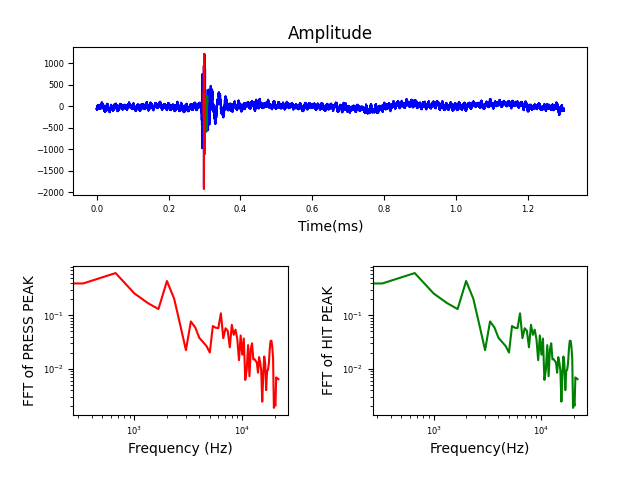 Amplitude
1000
500
0
−500
−1000
−1500
−2000
0.0 0.2 0.4 0.6 0.8 1.0 1.2
Time(ms)
FFT of PRESS PEAK
10⁻¹
10⁻²
10³ 10⁴
Frequency (Hz)
FFT of HIT PEAK
10⁻¹
10⁻²
10³ 10⁴
Frequency(Hz)